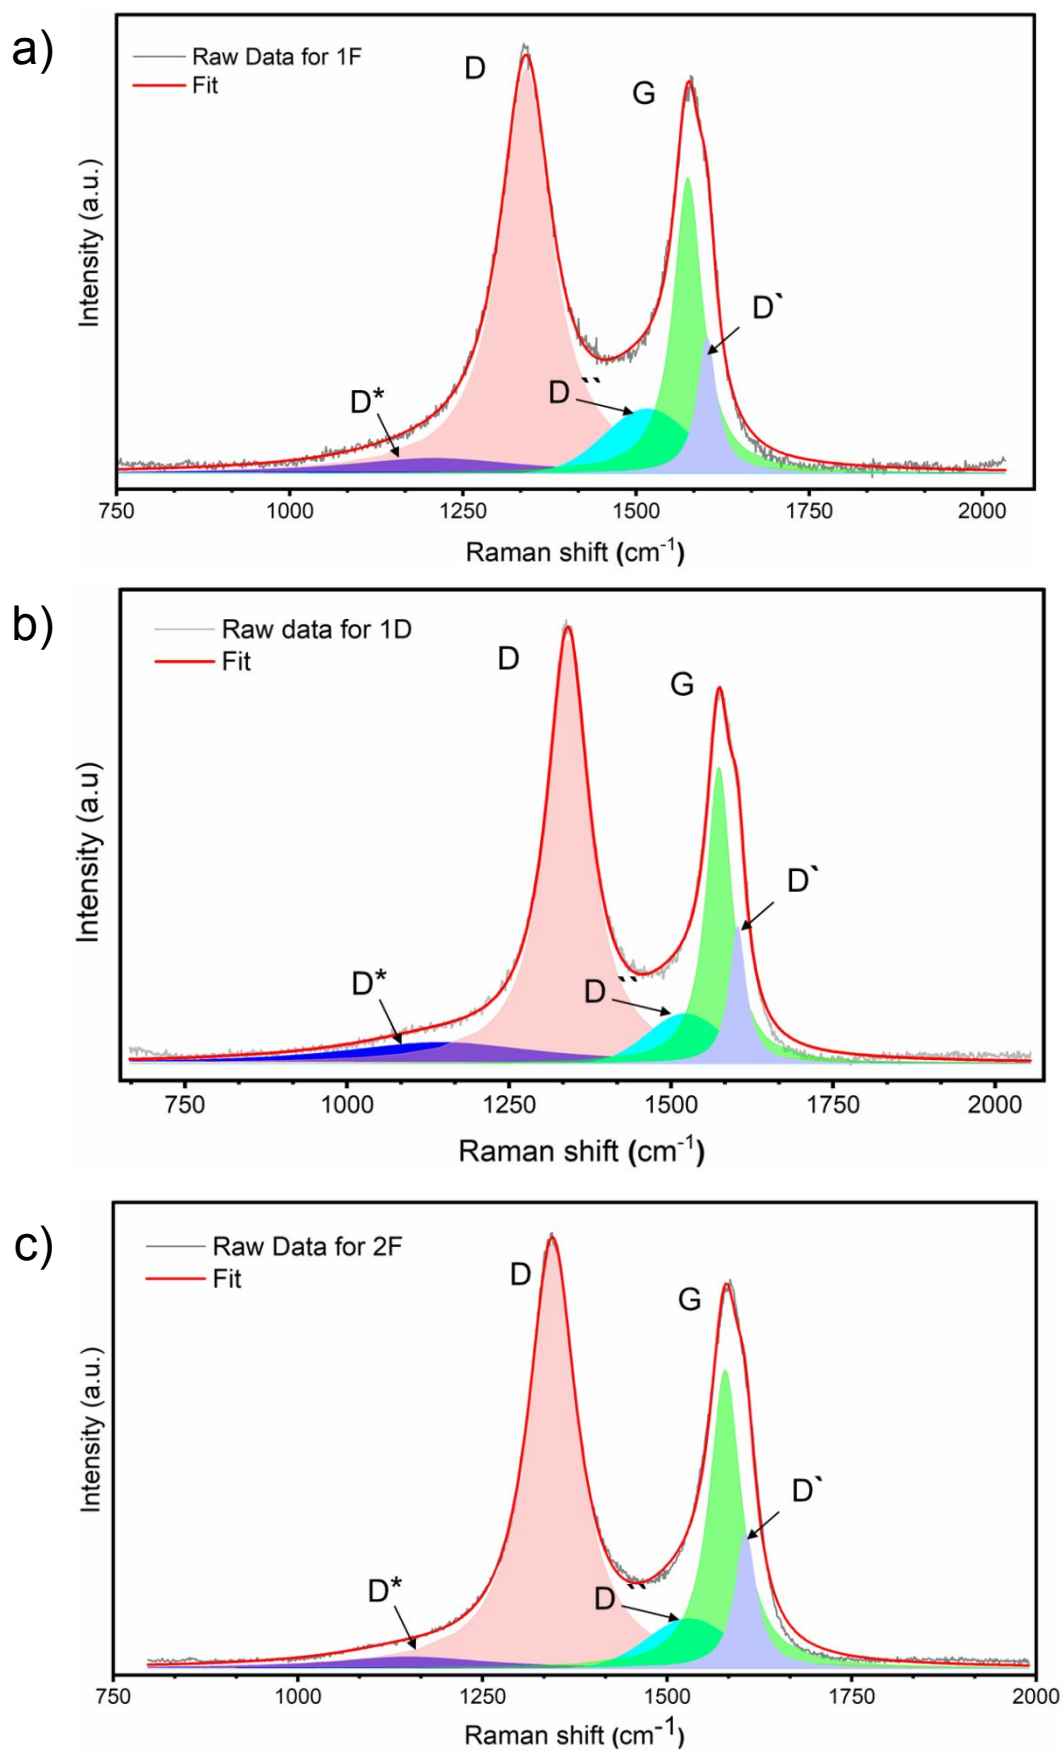 a)
Raw Data for 1F
Fit
D
G
D`
D``
D*
Intensity (a.u.)
750 1000 1250 1500 1750 2000
Raman shift (cm-1)
b)
Raw data for 1D
Fit
D
G
D`
D``
D*
Intensity (a.u)
750 1000 1250 1500 1750 2000
Raman shift (cm-1)
c)
Raw Data for 2F
Fit
D
G
D`
D``
D*
Intensity (a.u.)
750 1000 1250 1500 1750 2000
Raman shift (cm-1)